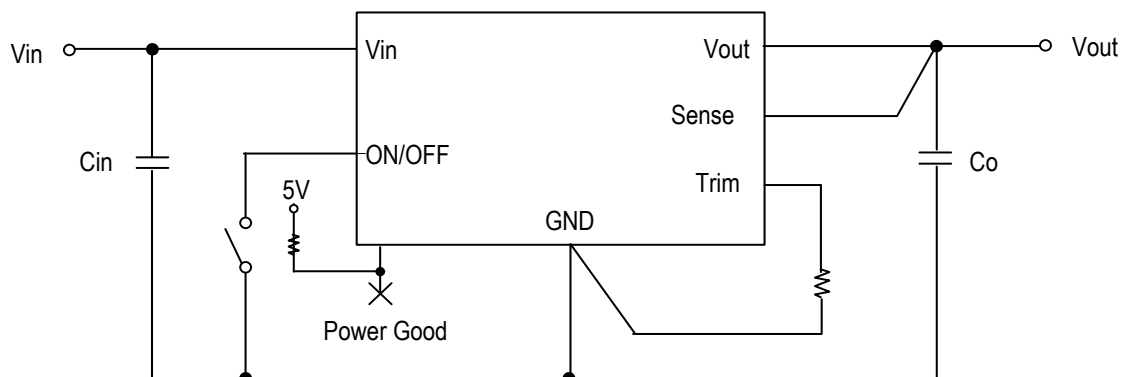 Vin
Vin
Vout
Vout
Sense
Cin
ON/OFF
Co
5V
Trim
GND
Power Good